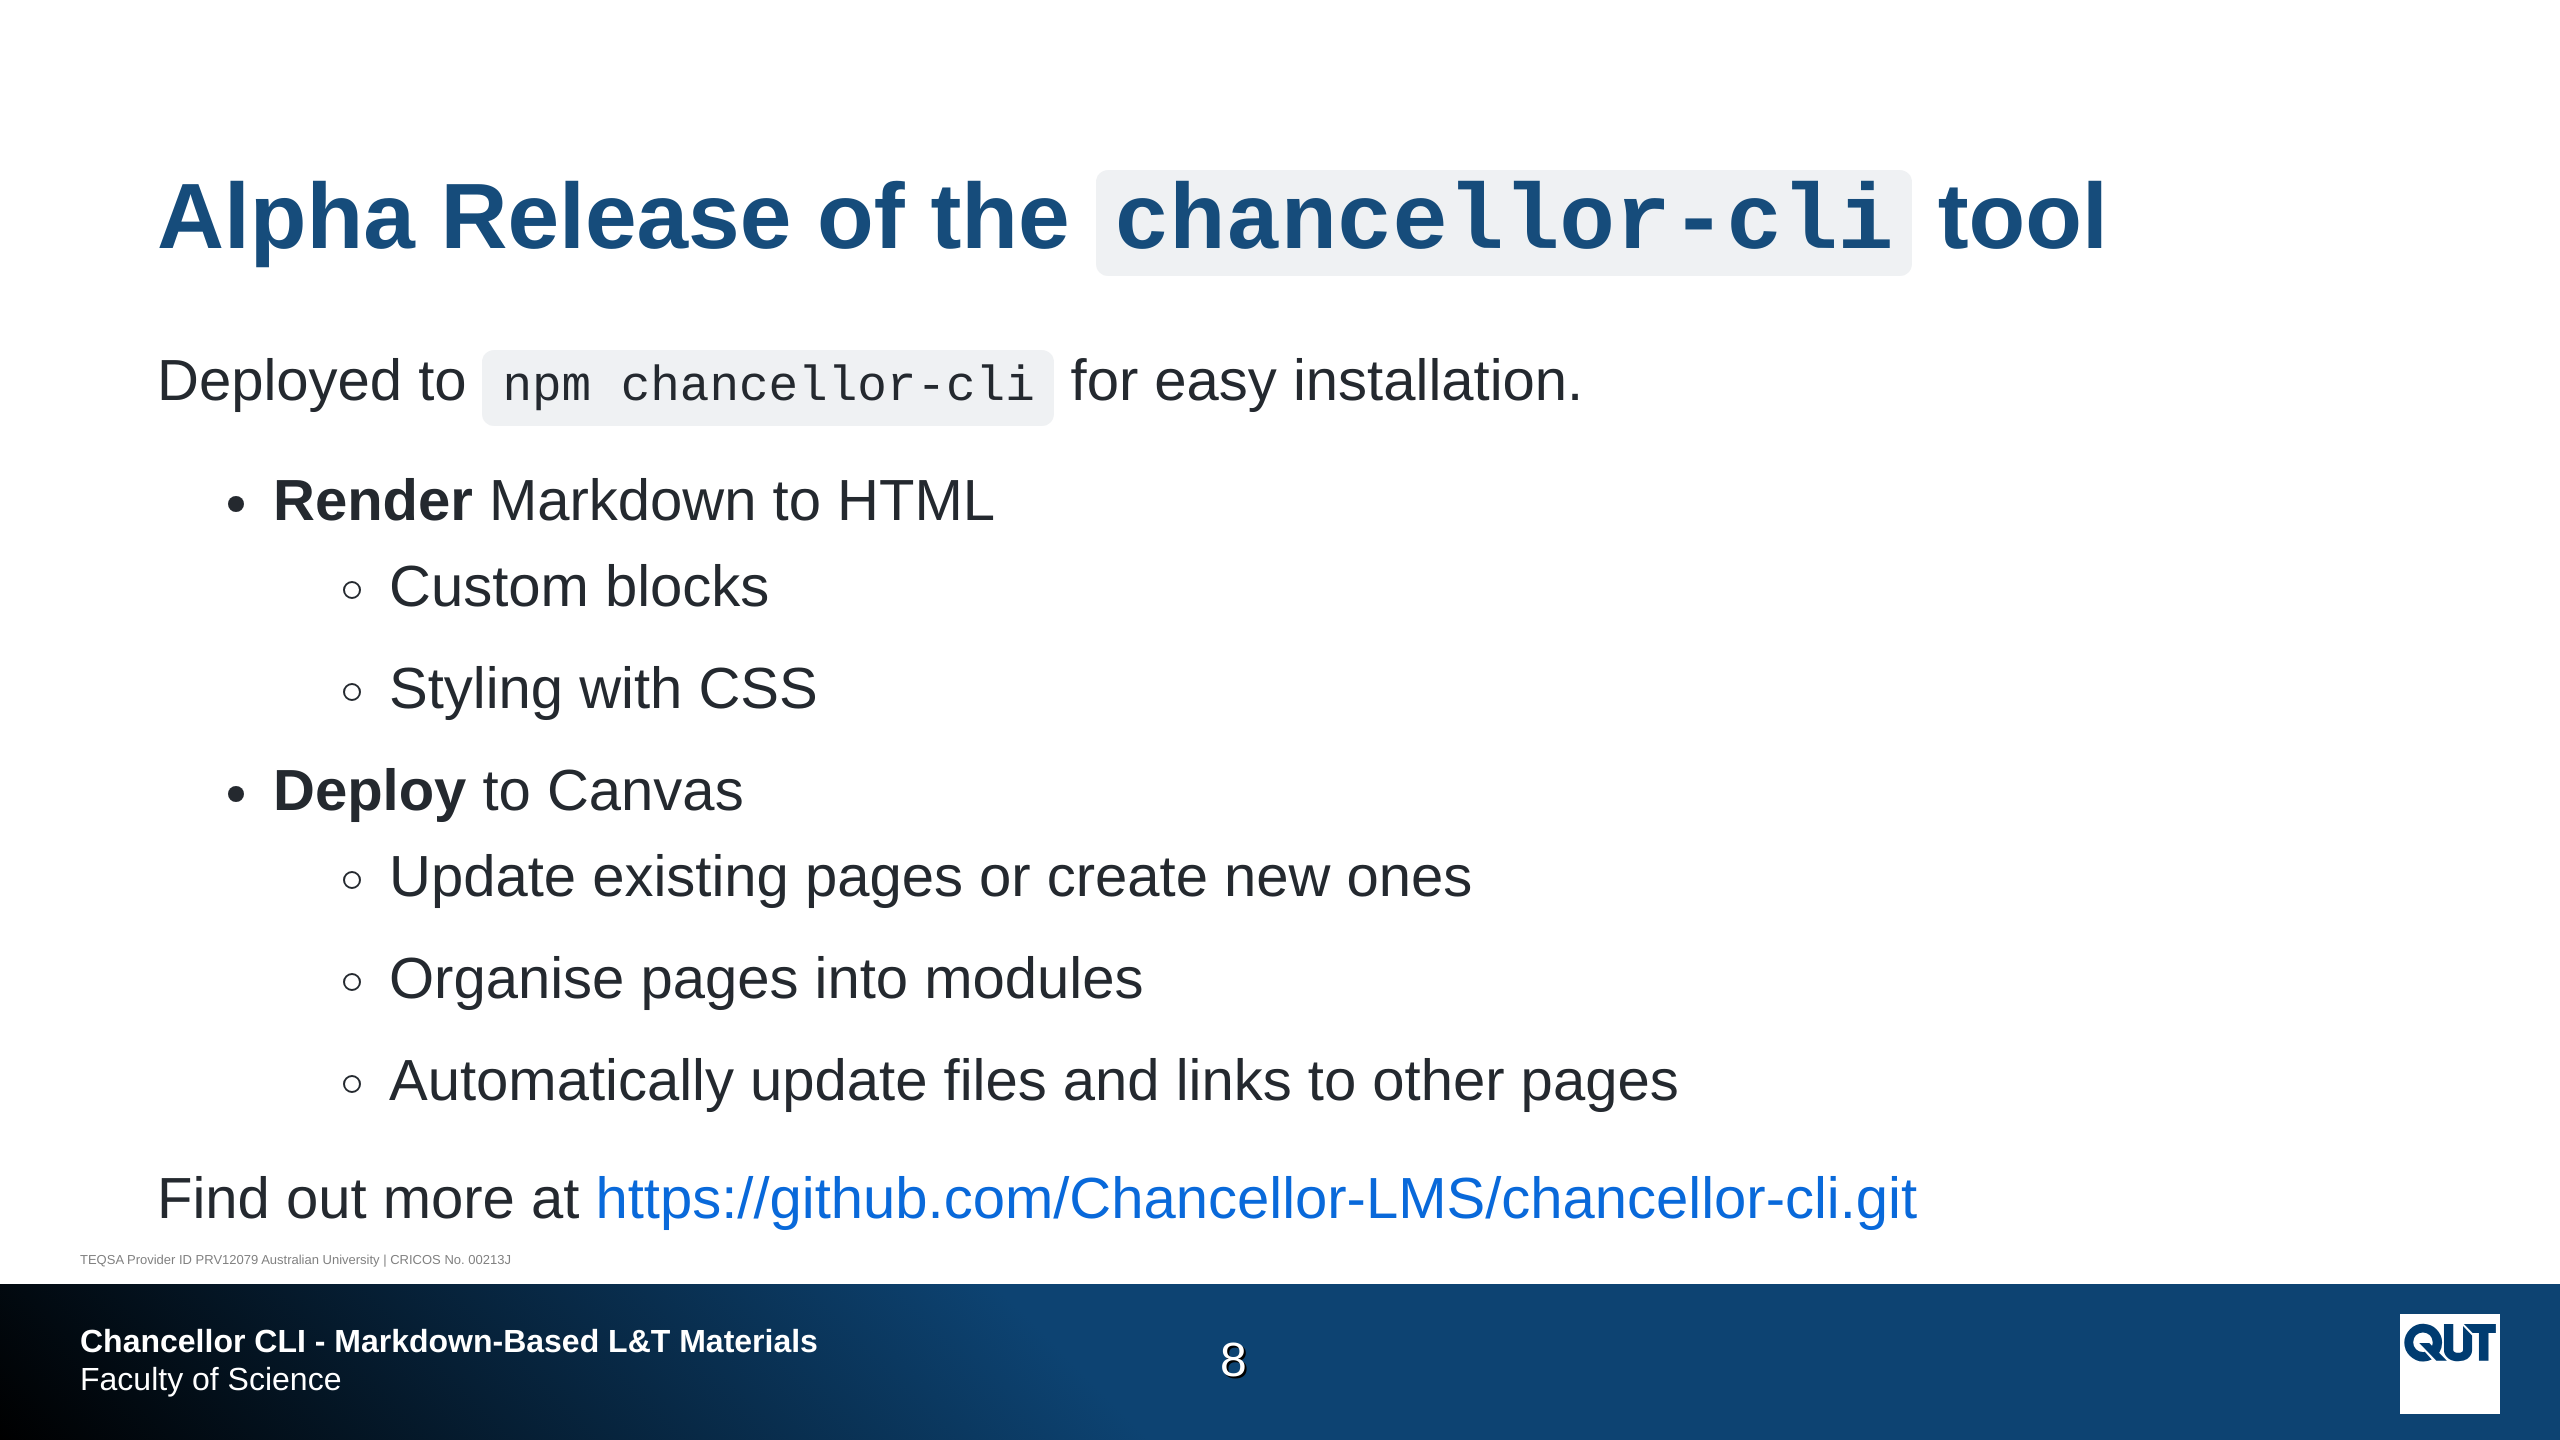 Alpha Release of the chancellor-cli tool
Deployed to npm chancellor-cli for easy installation.
• Render Markdown to HTML
◦ Custom blocks
◦ Styling with CSS
• Deploy to Canvas
◦ Update existing pages or create new ones
◦ Organise pages into modules
◦ Automatically update files and links to other pages
Find out more at https://github.com/Chancellor-LMS/chancellor-cli.git
TEQSA Provider ID PRV12079 Australian University | CRICOS No. 00213J
Chancellor CLI - Markdown-Based L&T Materials
Faculty of Science
8
QUT